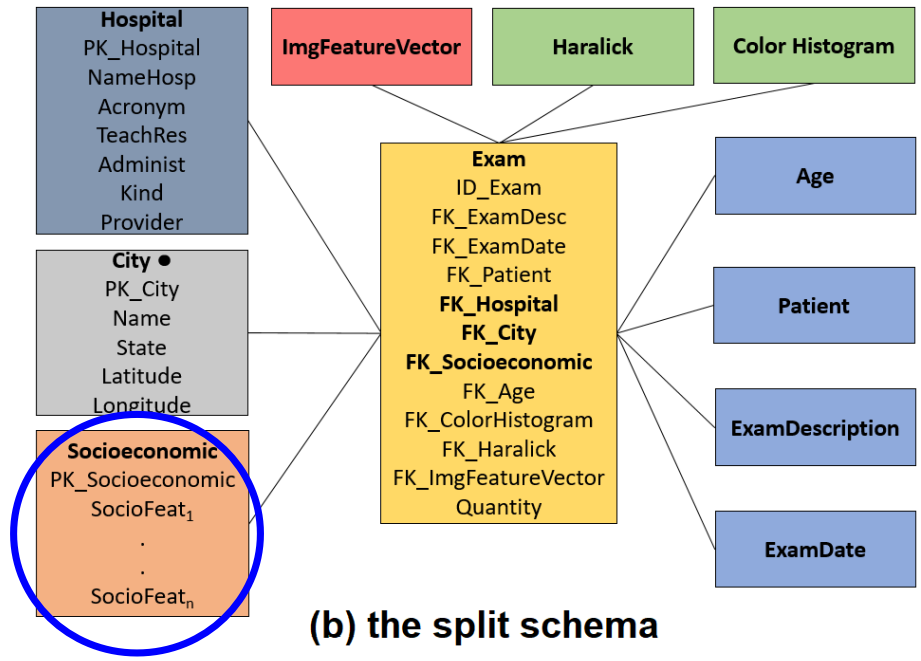 Hospital
PK_Hospital
NameHosp
Acronym
TeachRes
Administ
Kind
Provider
City ●
PK_City
Name
State
Latitude
Longitude
Socioeconomic
PK_Socioeconomic
SocioFeat₁
.
.
SocioFeatₙ
ImgFeatureVector
Haralick
Color Histogram
Exam
ID_Exam
FK_ExamDesc
FK_ExamDate
FK_Patient
FK_Hospital
FK_City
FK_Socioeconomic
FK_Age
FK_ColorHistogram
FK_Haralick
FK_ImgFeatureVector
Quantity
Age
Patient
ExamDescription
ExamDate
(b) the split schema